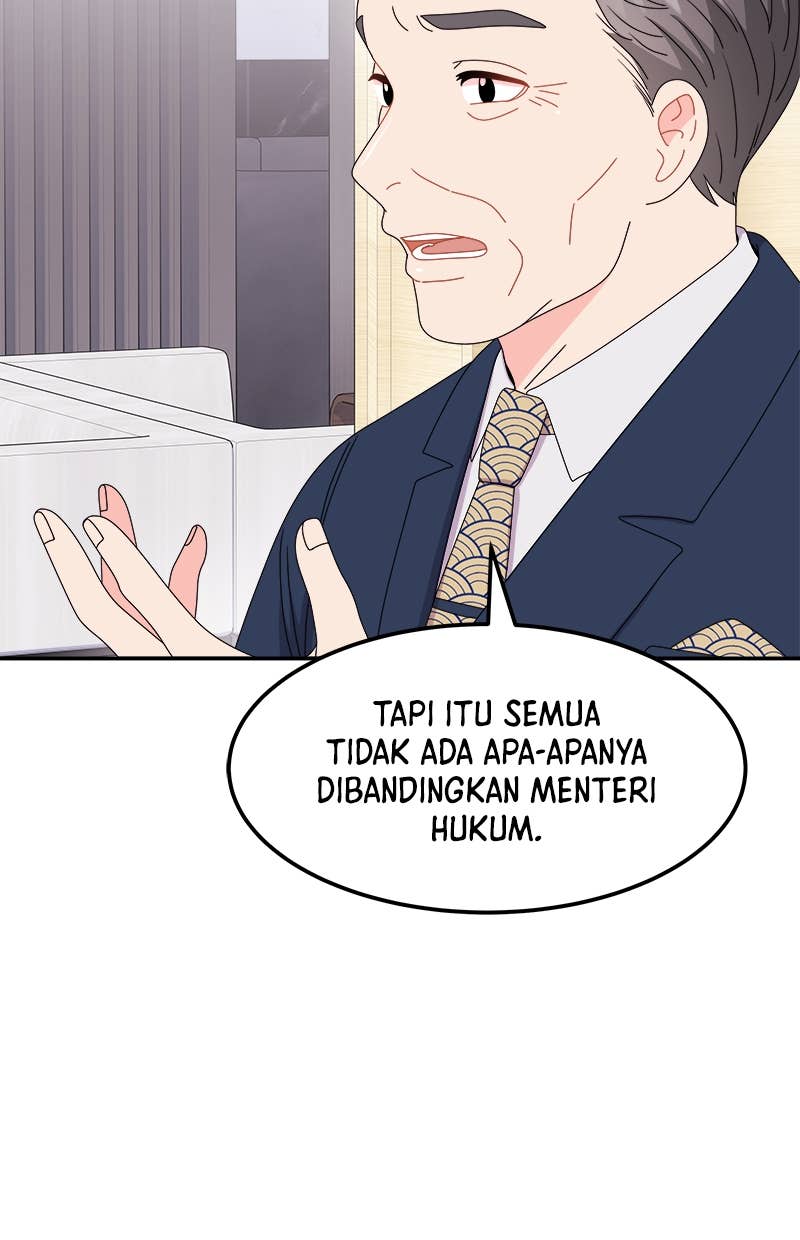 TAPI ITU SEMUA
TIDAK ADA APA-APANYA
DIBANDINGKAN MENTERI
HUKUM.